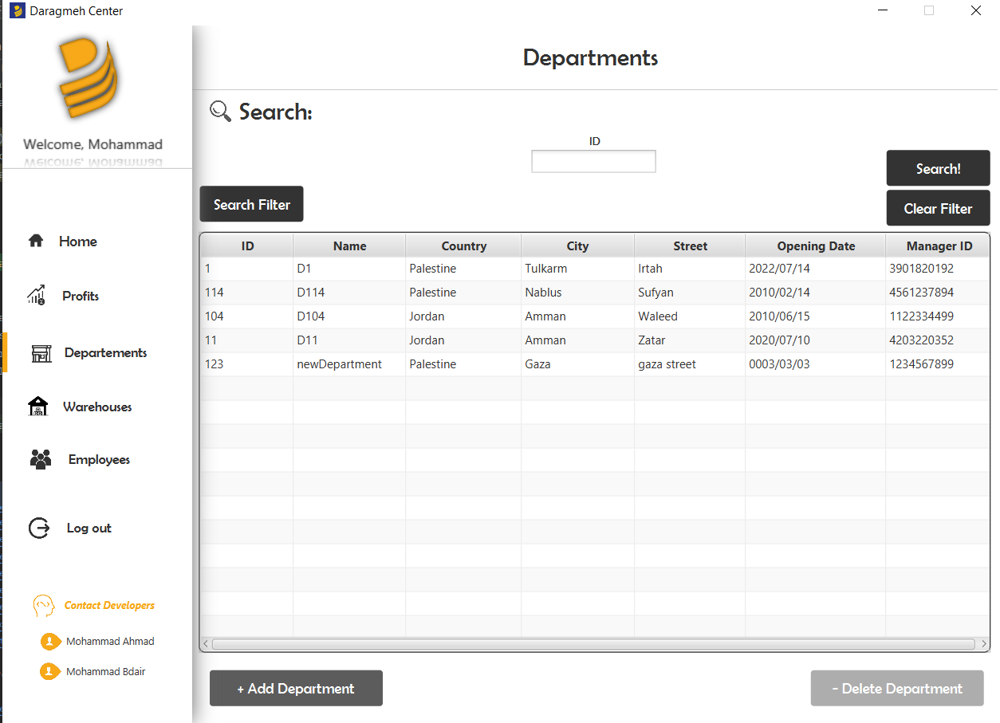 Daragmeh Center
Welcome, Mohammad
Home
Profits
Departements
Warehouses
Employees
Log out
Contact Developers
Mohammad Ahmad
Mohammad Bdair
Departments
Search:
ID
Search!
Search Filter
Clear Filter
ID Name Country City Street Opening Date Manager ID
1 D1 Palestine Tulkarm Irtah 2022/07/14 3901820192
114 D114 Palestine Nablus Sufyan 2010/02/14 4561237894
104 D104 Jordan Amman Waleed 2010/06/15 1122334499
11 D11 Jordan Amman Zatar 2020/07/10 4203220352
123 newDepartment Palestine Gaza gaza street 0003/03/03 1234567899
+ Add Department
- Delete Department